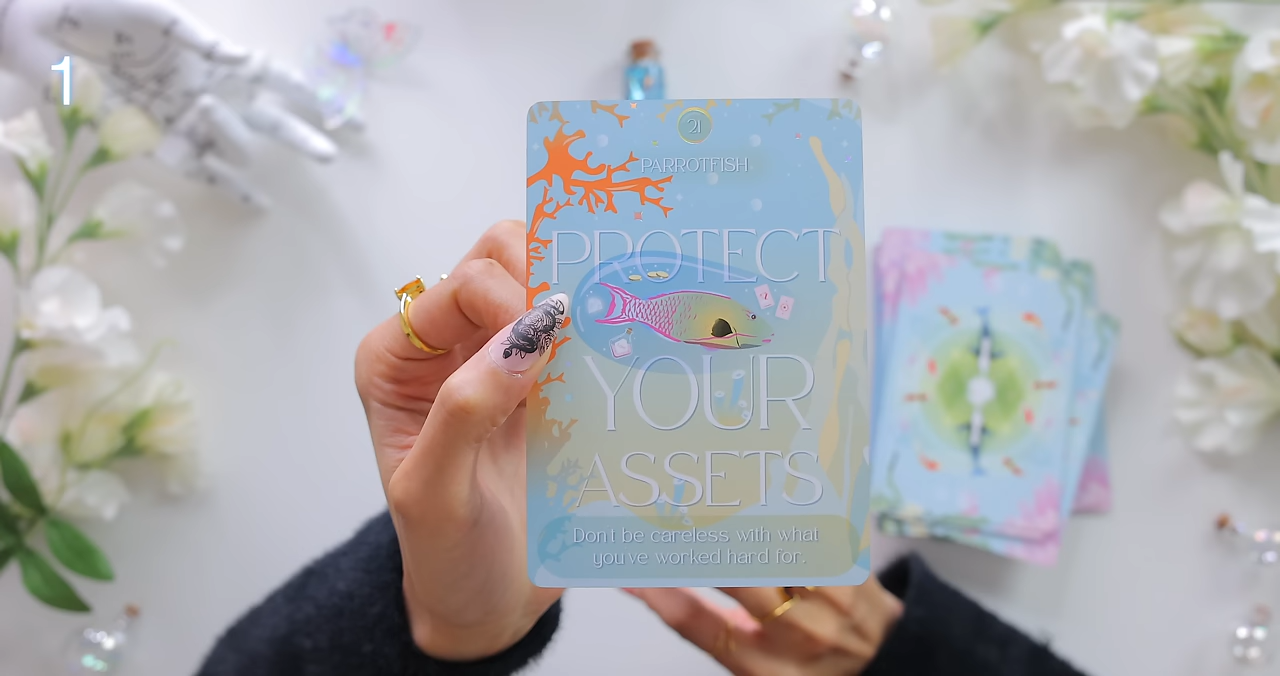 1
21
PARROTFISH
PROTECT
YOUR
ASSETS
Don't be careless with what
you've worked hard for.